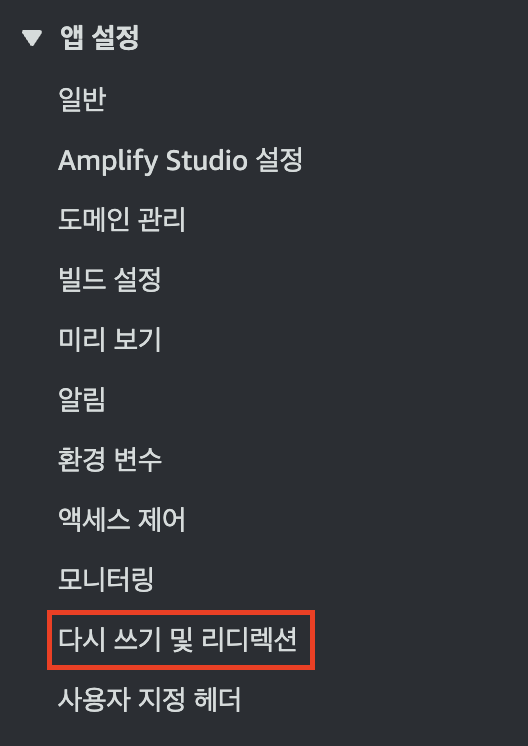 앱 설정
일반
Amplify Studio 설정
도메인 관리
빌드 설정
미리 보기
알림
환경 변수
액세스 제어
모니터링
다시 쓰기 및 리디렉션
사용자 지정 헤더